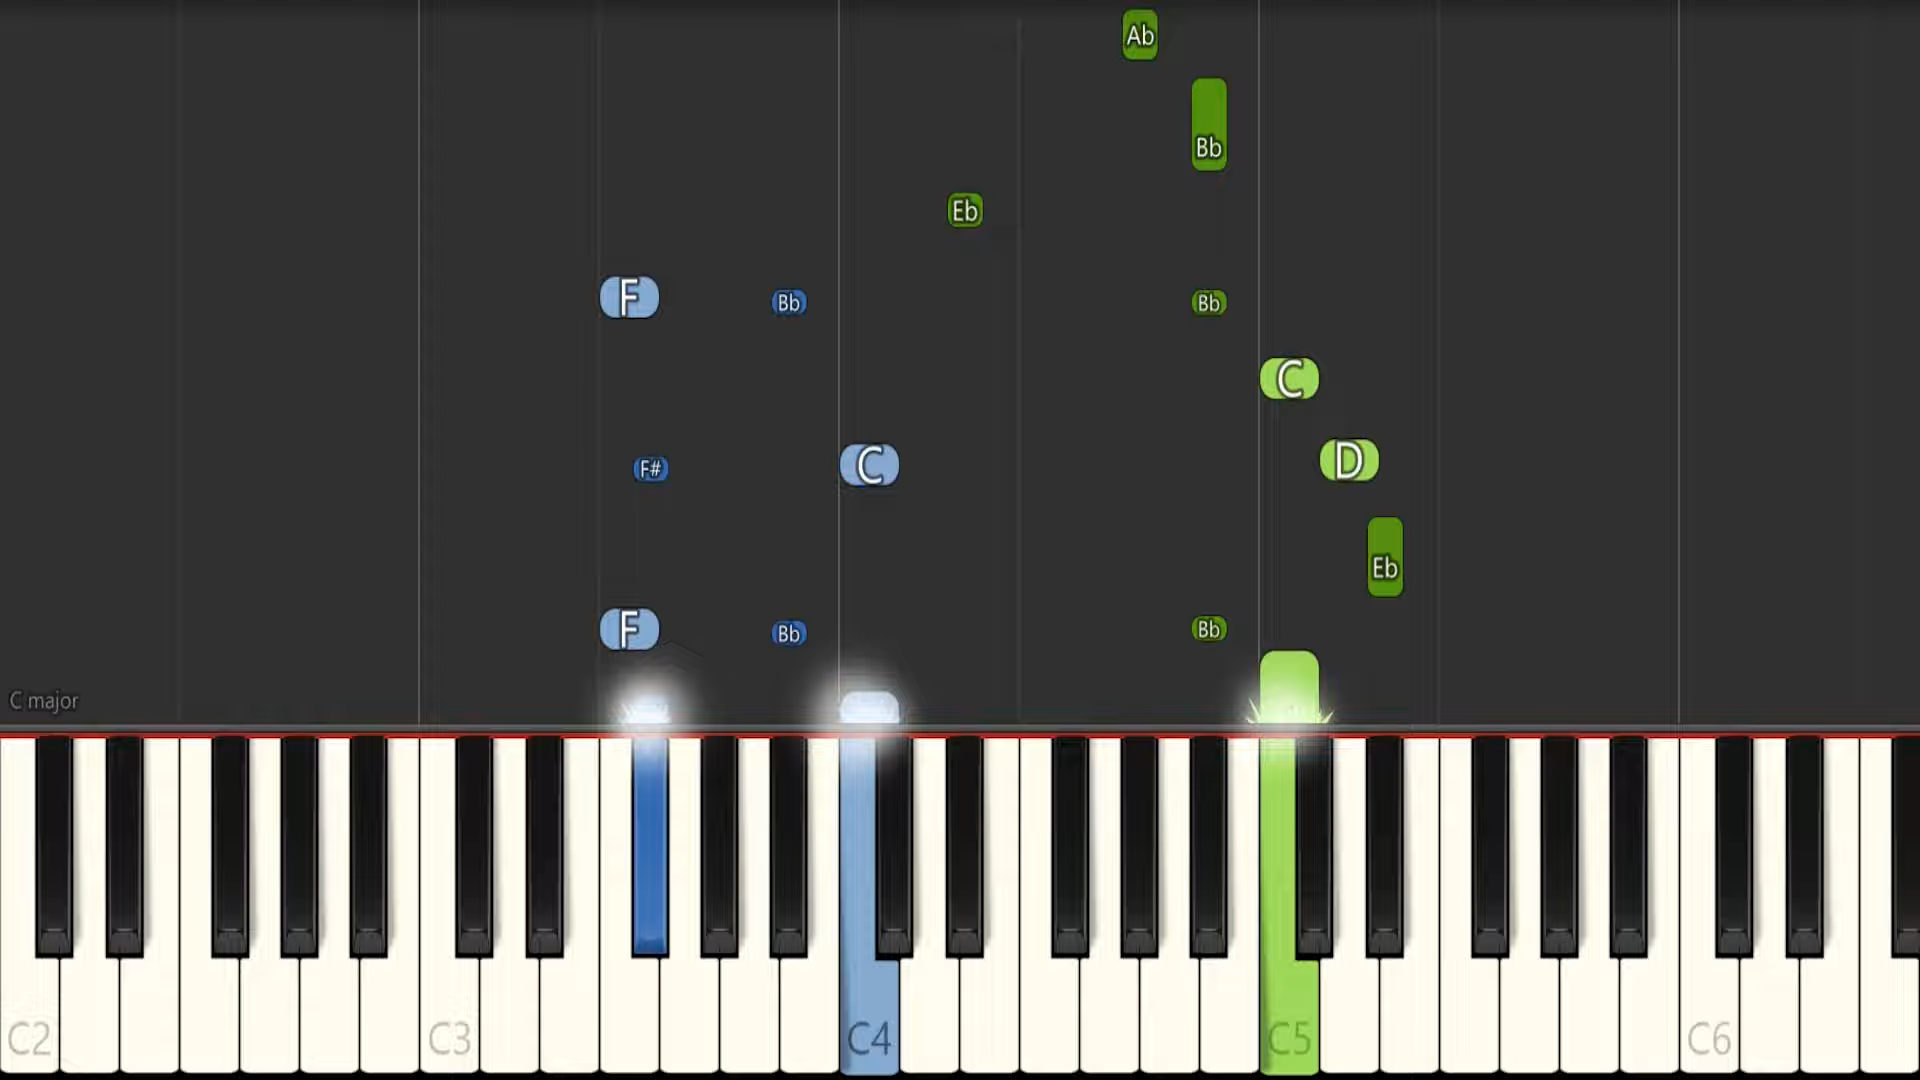 Ab
Bb
Eb
F Bb Bb
C
F# C D
Eb
F Bb Bb
C major
C2 C3 C4 C5 C6